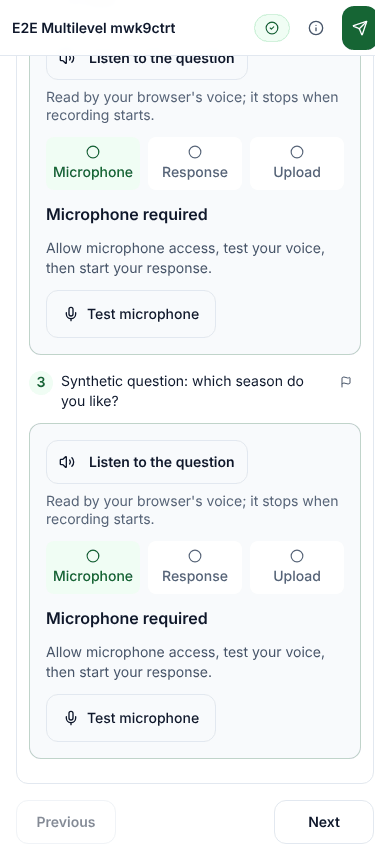 E2E Multilevel mwk9ctrt
Listen to the question
Read by your browser's voice; it stops when
recording starts.
Microphone
Response
Upload
Microphone required
Allow microphone access, test your voice,
then start your response.
Test microphone
3
Synthetic question: which season do
you like?
Listen to the question
Read by your browser's voice; it stops when
recording starts.
Microphone
Response
Upload
Microphone required
Allow microphone access, test your voice,
then start your response.
Test microphone
Previous
Next